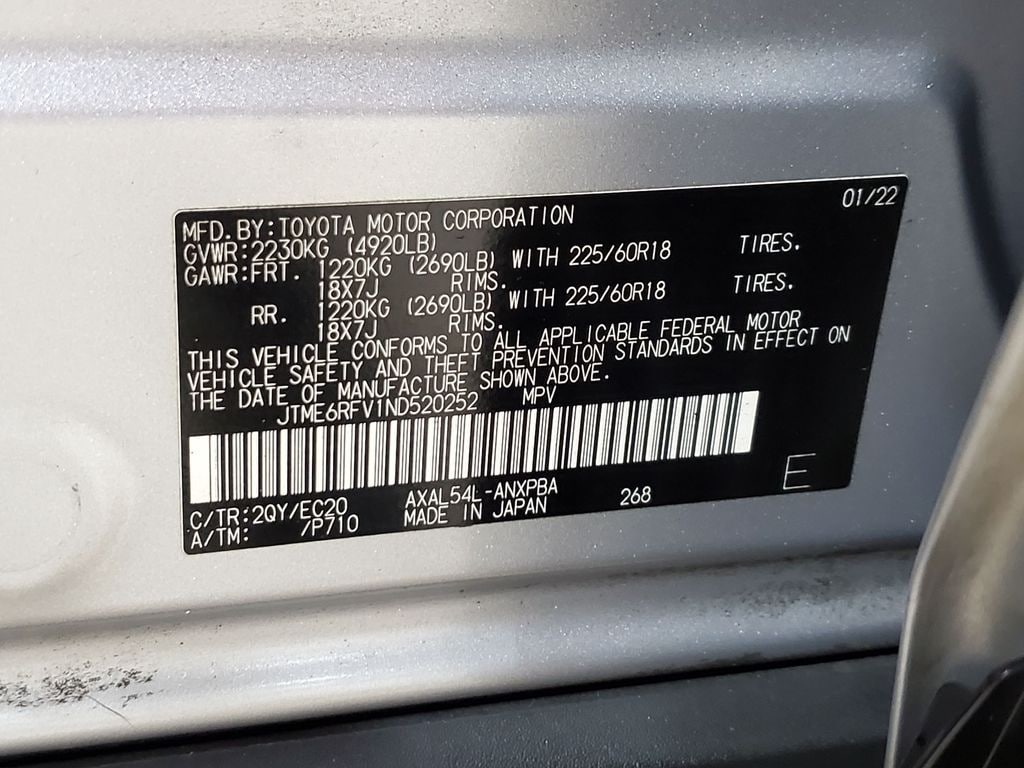 01/22
MFD.BY:TOYOTA MOTOR CORPORATION
GVWR:2230KG (4920LB)
GAWR:FRT. 1220KG (2690LB) WITH 225/60R18 TIRES.
18X7J RIMS.
RR. 1220KG (2690LB) WITH 225/60R18 TIRES.
18X7J RIMS.
THIS VEHICLE CONFORMS TO ALL APPLICABLE FEDERAL MOTOR
VEHICLE SAFETY AND THEFT PREVENTION STANDARDS IN EFFECT ON
THE DATE OF MANUFACTURE SHOWN ABOVE.
JTME6RFV1ND520252 MPV
C/TR:2QY/EC20 AXAL54L-ANXPBA 268 E
A/TM: /P710 MADE IN JAPAN